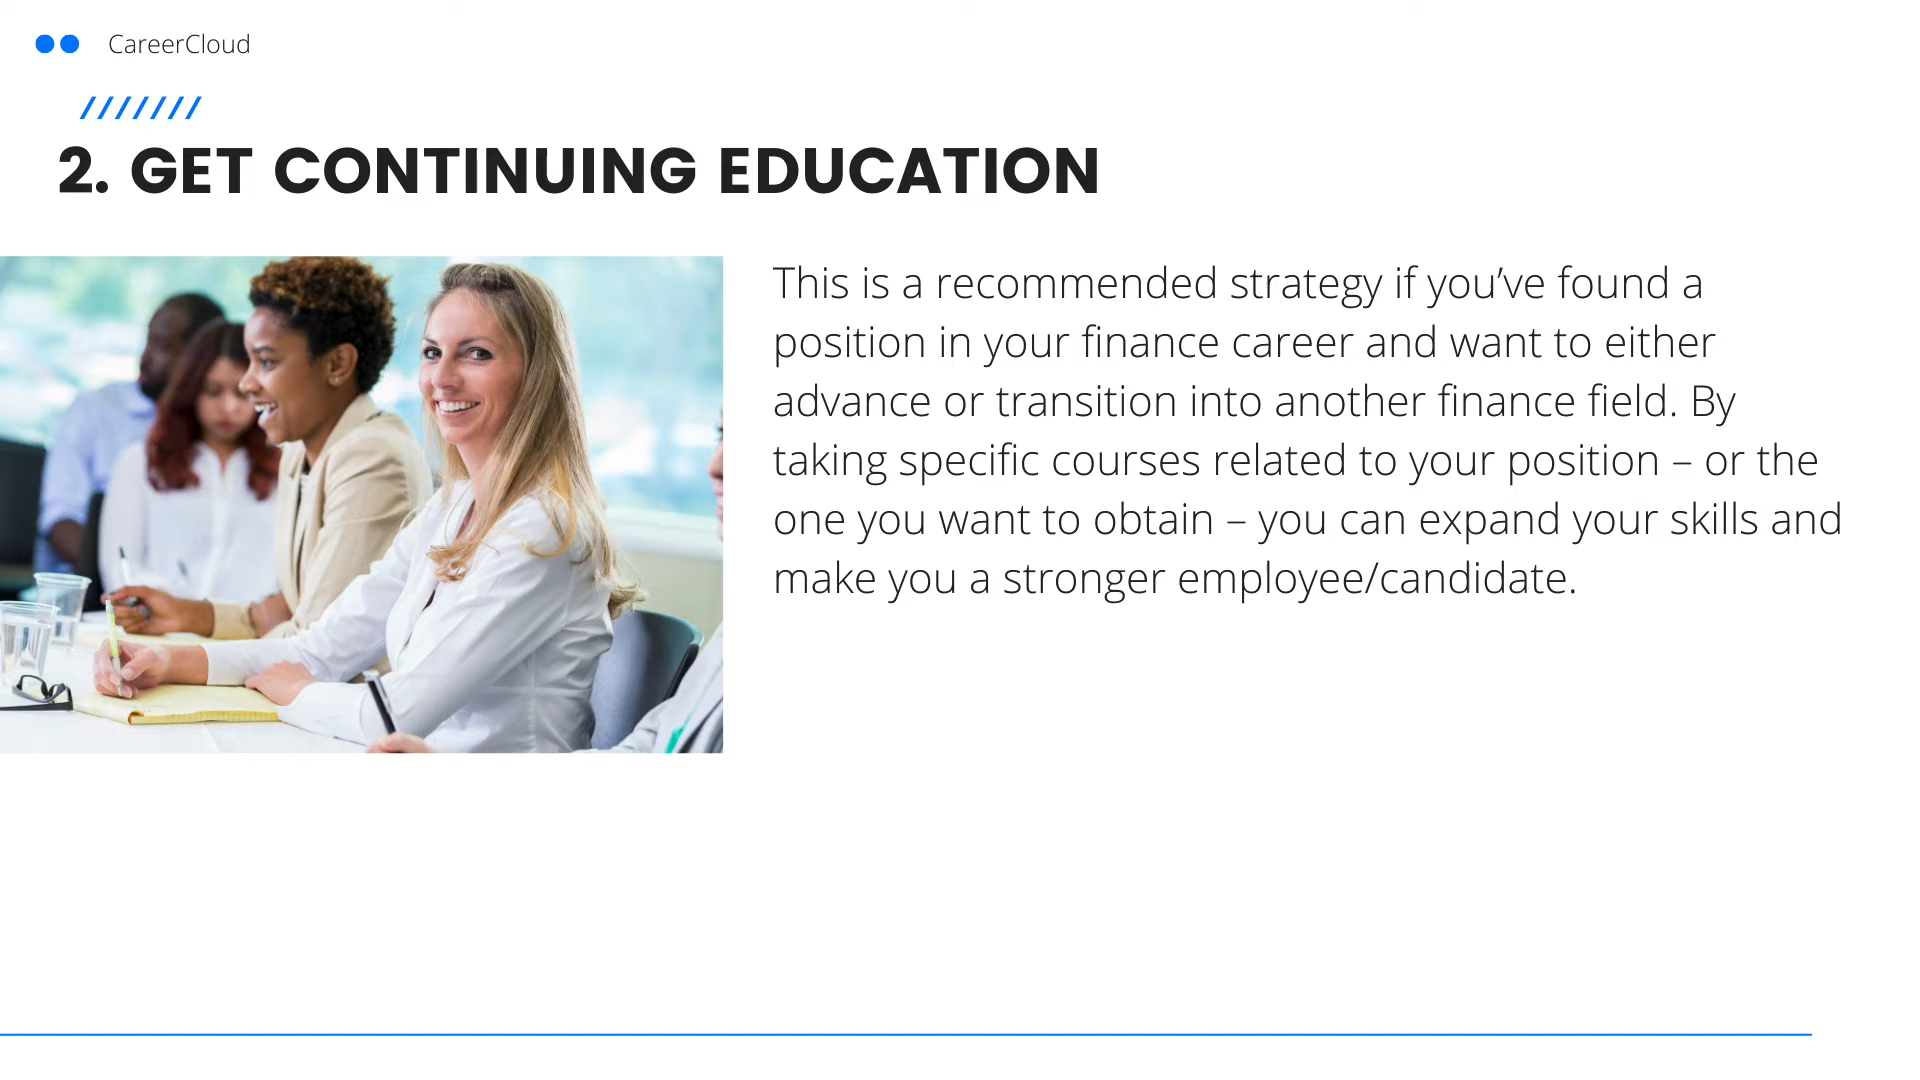 CareerCloud
2. GET CONTINUING EDUCATION
This is a recommended strategy if you’ve found a
position in your finance career and want to either
advance or transition into another finance field. By
taking specific courses related to your position – or the
one you want to obtain – you can expand your skills and
make you a stronger employee/candidate.